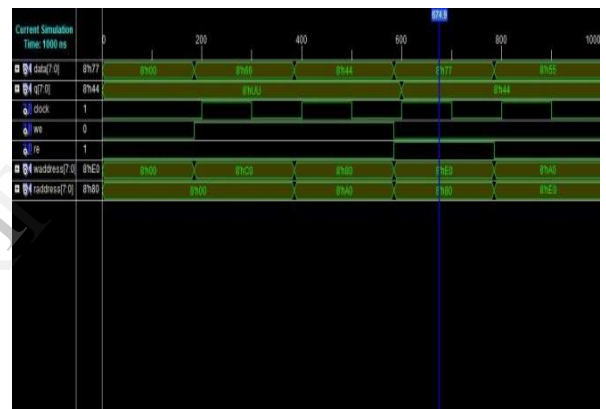 674.9
Current Simulation
Time: 1000 ns
0 200 400 600 800 1000
data[7:0] 8'h77 8'h00 8'h66 8'h44 8'h77 8'h55
q[7:0] 8'h44 8'hUU 8'h44
clock 1
we 0
re 1
waddress[7:0] 8'hE0 8'h00 8'hC0 8'h80 8'hE0 8'hA0
raddress[7:0] 8'h80 8'h00 8'hA0 8'h80 8'hE0